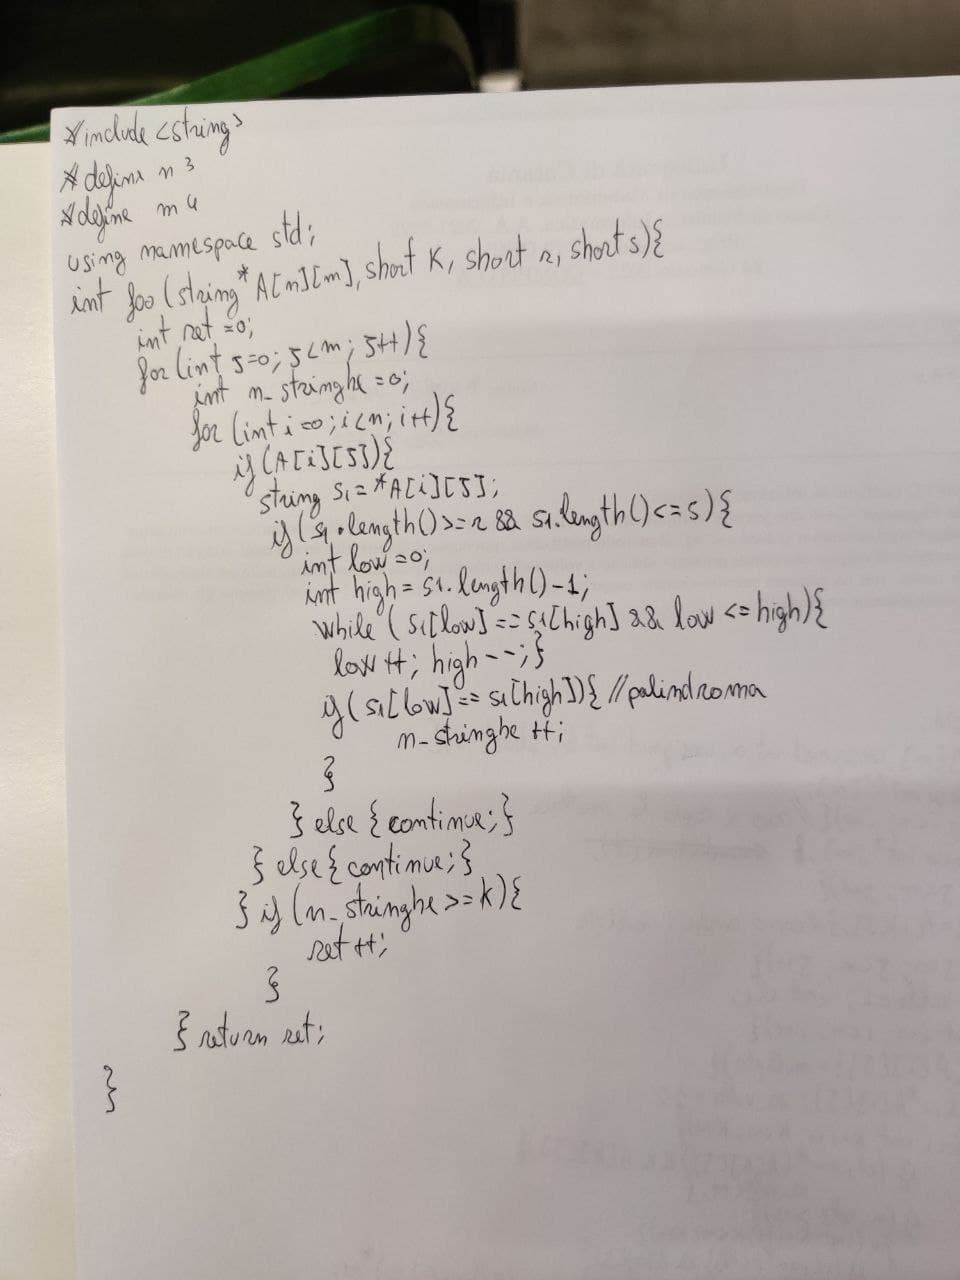 #include <string>
#define n 3
#define m 4
using namespace std;
int foo (string* A[n][m], short K, short r, short s){
int ret = 0;
for (int J=0; J<m; J++){
int n_stringhe = 0;
for (int i=0; i<n; i++){
if (A[i][J]){
string s1 = *A[i][J];
if (s1.length()>=r && s1.length()<=s){
int low=0;
int high = s1.length()-1;
while (s1[low] == s1[high] && low <= high){
low++; high--;}
if (s1[low] == s1[high]){ //palindroma
n_stringhe ++;
}
} else {continue;}
} else {continue;}
} if (n_stringhe >= K){
ret ++;
}
} return ret;
}